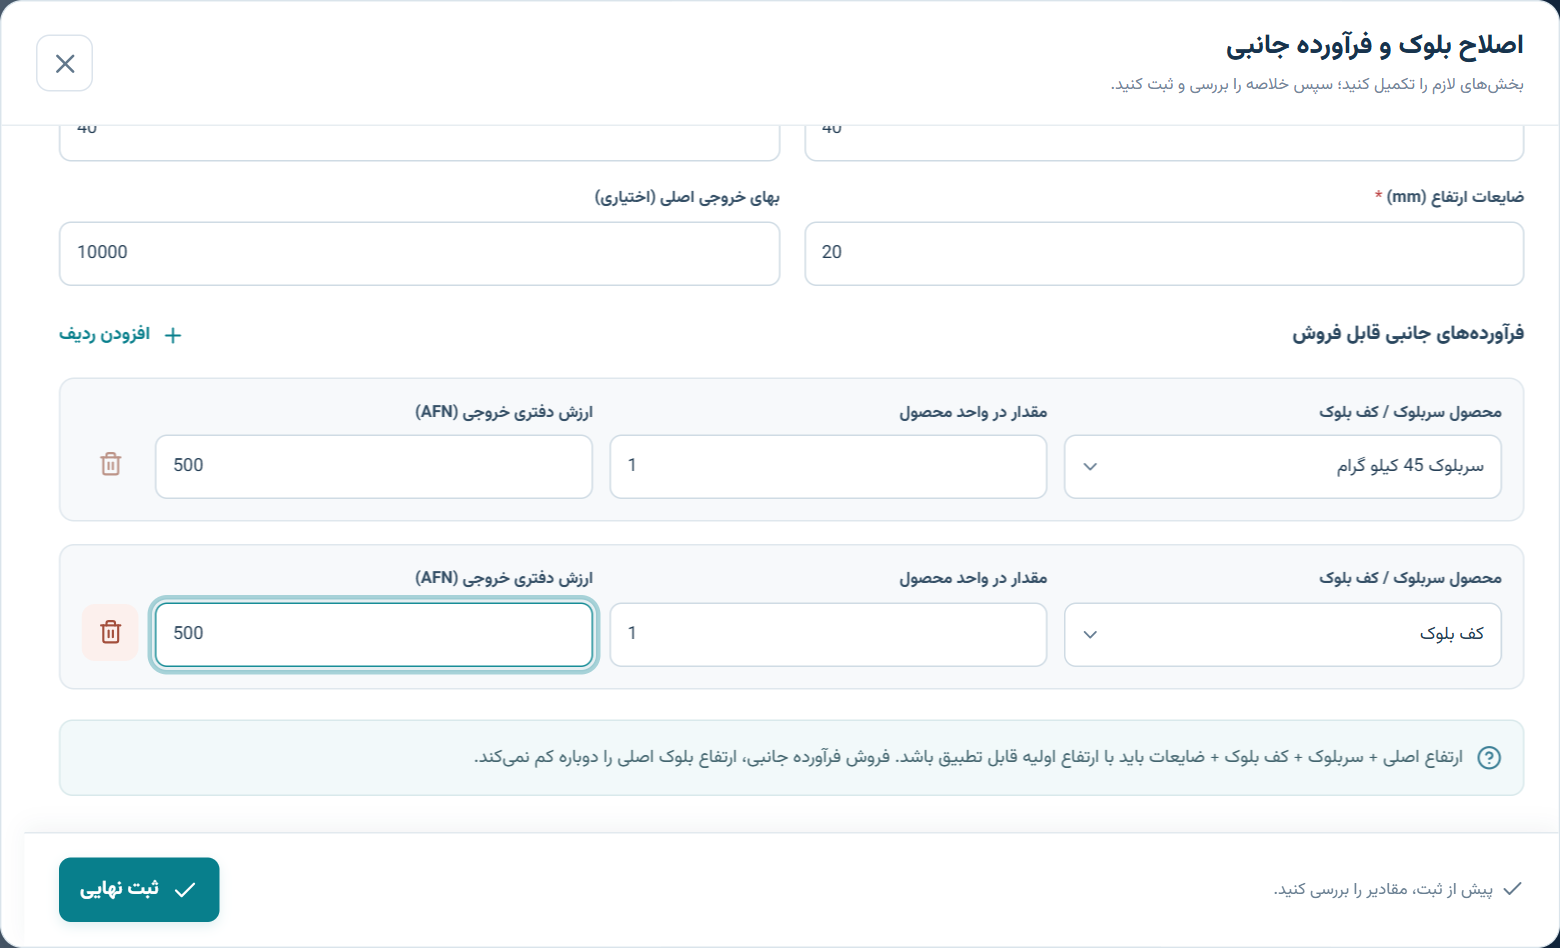 اصلاح بلوک و فرآورده جانبی
بخش‌های لازم را تکمیل کنید؛ سپس خلاصه را بررسی و ثبت کنید.
40
40
ضایعات ارتفاع (mm) *
بهای خروجی اصلی (اختیاری)
20
10000
فرآورده‌های جانبی قابل فروش
افزودن ردیف
محصول سربلوک / کف بلوک
مقدار در واحد محصول
ارزش دفتری خروجی (AFN)
سربلوک 45 کیلو گرام
1
500
محصول سربلوک / کف بلوک
مقدار در واحد محصول
ارزش دفتری خروجی (AFN)
کف بلوک
1
500
ارتفاع اصلی + سربلوک + کف بلوک + ضایعات باید با ارتفاع اولیه قابل تطبیق باشد. فروش فرآورده جانبی، ارتفاع بلوک اصلی را دوباره کم نمی‌کند.
پیش از ثبت، مقادیر را بررسی کنید.
ثبت نهایی